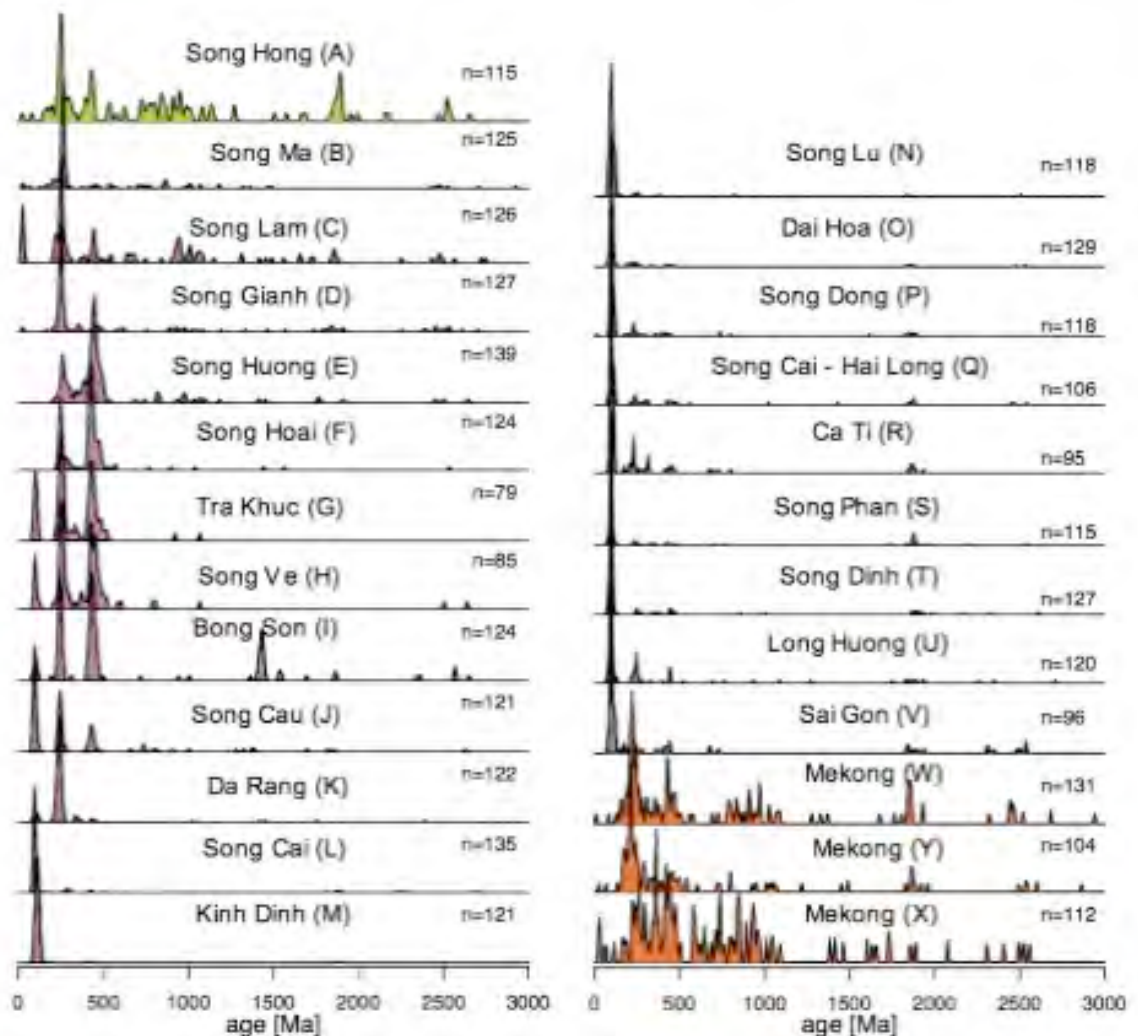 Song Hong (A)
n=115
Song Ma (B)
n=125
Song Lam (C)
n=126
Song Gianh (D)
n=127
Song Huong (E)
n=139
Song Hoai (F)
n=124
Tra Khuc (G)
n=79
Song Ve (H)
n=85
Bong Son (I)
n=124
Song Cau (J)
n=121
Da Rang (K)
n=122
Song Cai (L)
n=135
Kinh Dinh (M)
n=121
0 500 1000 1500 2000 2500 3000
age [Ma]
Song Lu (N)
n=118
Dai Hoa (O)
n=129
Song Dong (P)
n=118
Song Cai - Hai Long (Q)
n=106
Ca Ti (R)
n=95
Song Phan (S)
n=115
Song Dinh (T)
n=127
Long Huong (U)
n=120
Sai Gon (V)
n=96
Mekong (W)
n=131
Mekong (Y)
n=104
Mekong (X)
n=112
0 500 1000 1500 2000 2500 3000
age [Ma]